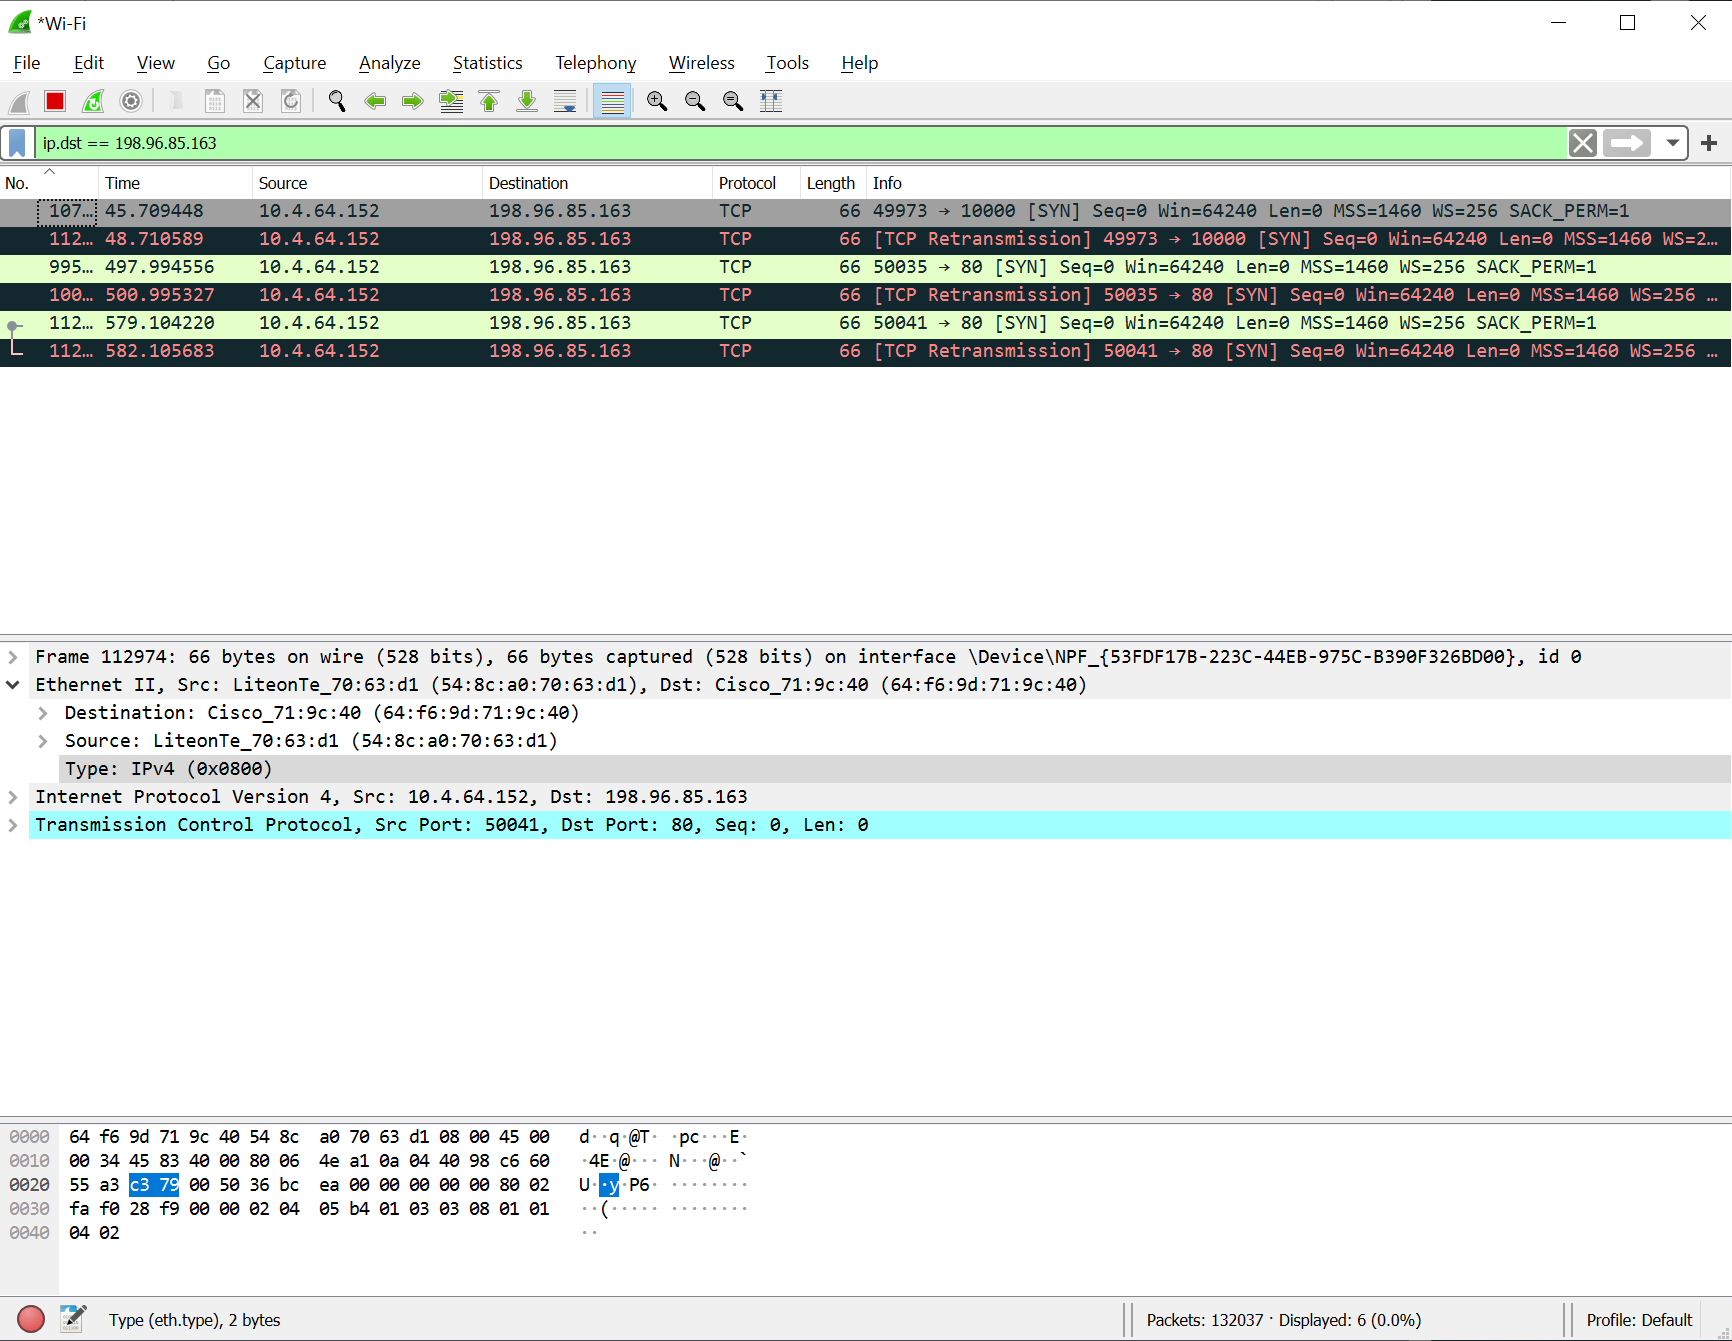 *Wi-Fi
File Edit View Go Capture Analyze Statistics Telephony Wireless Tools Help
ip.dst == 198.96.85.163
No. Time Source Destination Protocol Length Info
107… 45.709448 10.4.64.152 198.96.85.163 TCP 66 49973 → 10000 [SYN] Seq=0 Win=64240 Len=0 MSS=1460 WS=256 SACK_PERM=1
112… 48.710589 10.4.64.152 198.96.85.163 TCP 66 [TCP Retransmission] 49973 → 10000 [SYN] Seq=0 Win=64240 Len=0 MSS=1460 WS=2…
995… 497.994556 10.4.64.152 198.96.85.163 TCP 66 50035 → 80 [SYN] Seq=0 Win=64240 Len=0 MSS=1460 WS=256 SACK_PERM=1
100… 500.995327 10.4.64.152 198.96.85.163 TCP 66 [TCP Retransmission] 50035 → 80 [SYN] Seq=0 Win=64240 Len=0 MSS=1460 WS=256 …
112… 579.104220 10.4.64.152 198.96.85.163 TCP 66 50041 → 80 [SYN] Seq=0 Win=64240 Len=0 MSS=1460 WS=256 SACK_PERM=1
112… 582.105683 10.4.64.152 198.96.85.163 TCP 66 [TCP Retransmission] 50041 → 80 [SYN] Seq=0 Win=64240 Len=0 MSS=1460 WS=256 …
Frame 112974: 66 bytes on wire (528 bits), 66 bytes captured (528 bits) on interface \Device\NPF_{53FDF17B-223C-44EB-975C-B390F326BD00}, id 0
Ethernet II, Src: LiteonTe_70:63:d1 (54:8c:a0:70:63:d1), Dst: Cisco_71:9c:40 (64:f6:9d:71:9c:40)
Destination: Cisco_71:9c:40 (64:f6:9d:71:9c:40)
Source: LiteonTe_70:63:d1 (54:8c:a0:70:63:d1)
Type: IPv4 (0x0800)
Internet Protocol Version 4, Src: 10.4.64.152, Dst: 198.96.85.163
Transmission Control Protocol, Src Port: 50041, Dst Port: 80, Seq: 0, Len: 0
0000 64 f6 9d 71 9c 40 54 8c a0 70 63 d1 08 00 45 00 d··q·@T· ·pc···E·
0010 00 34 45 83 40 00 80 06 4e a1 0a 04 40 98 c6 60 ·4E·@··· N···@··`
0020 55 a3 c3 79 00 50 36 bc ea 00 00 00 00 00 80 02 U··y·P6· ········
0030 fa f0 28 f9 00 00 02 04 05 b4 01 03 03 08 01 01 ··(····· ········
0040 04 02 ··
Type (eth.type), 2 bytes Packets: 132037 · Displayed: 6 (0.0%) Profile: Default